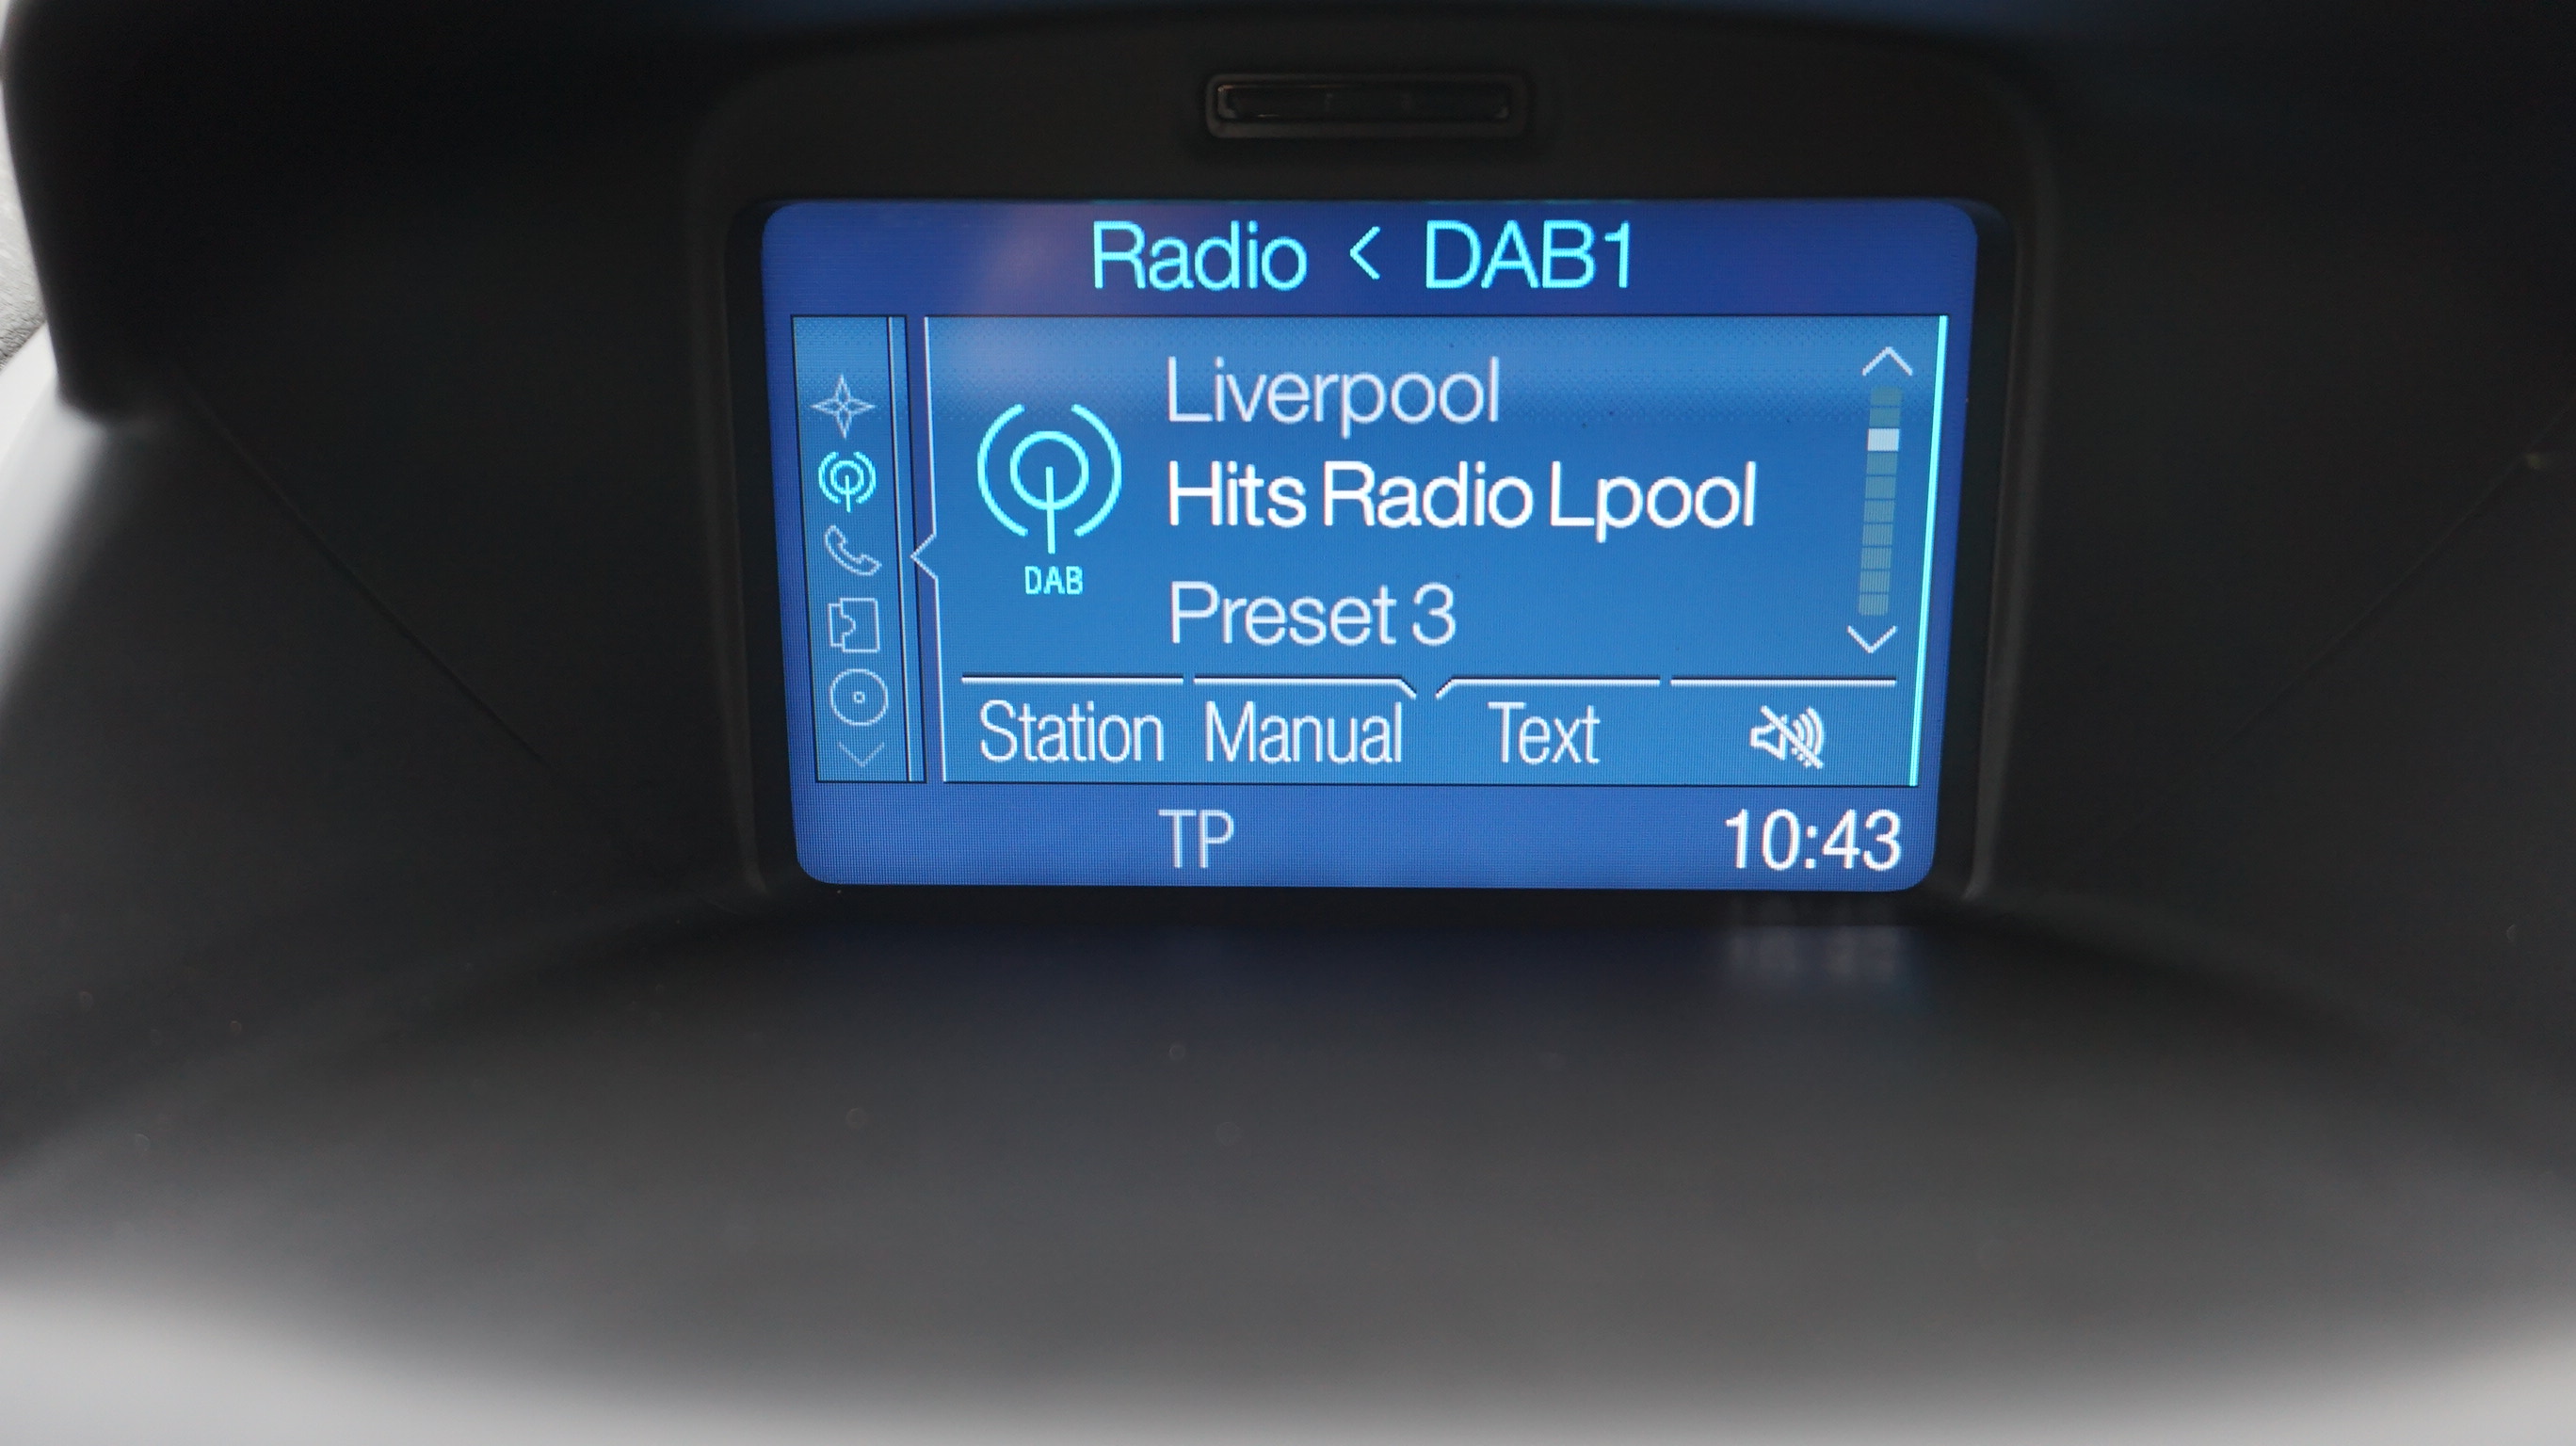 Radio < DAB1
Liverpool
Hits Radio Lpool
DAB
Preset 3
Station Manual Text
TP 10:43